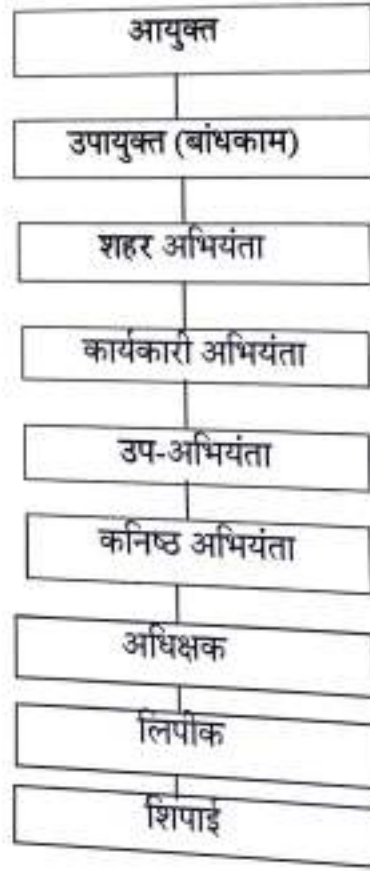 आयुक्त
उपायुक्त (बांधकाम)
शहर अभियंता
कार्यकारी अभियंता
उप-अभियंता
कनिष्ठ अभियंता
अधिक्षक
लिपीक
शिपाई